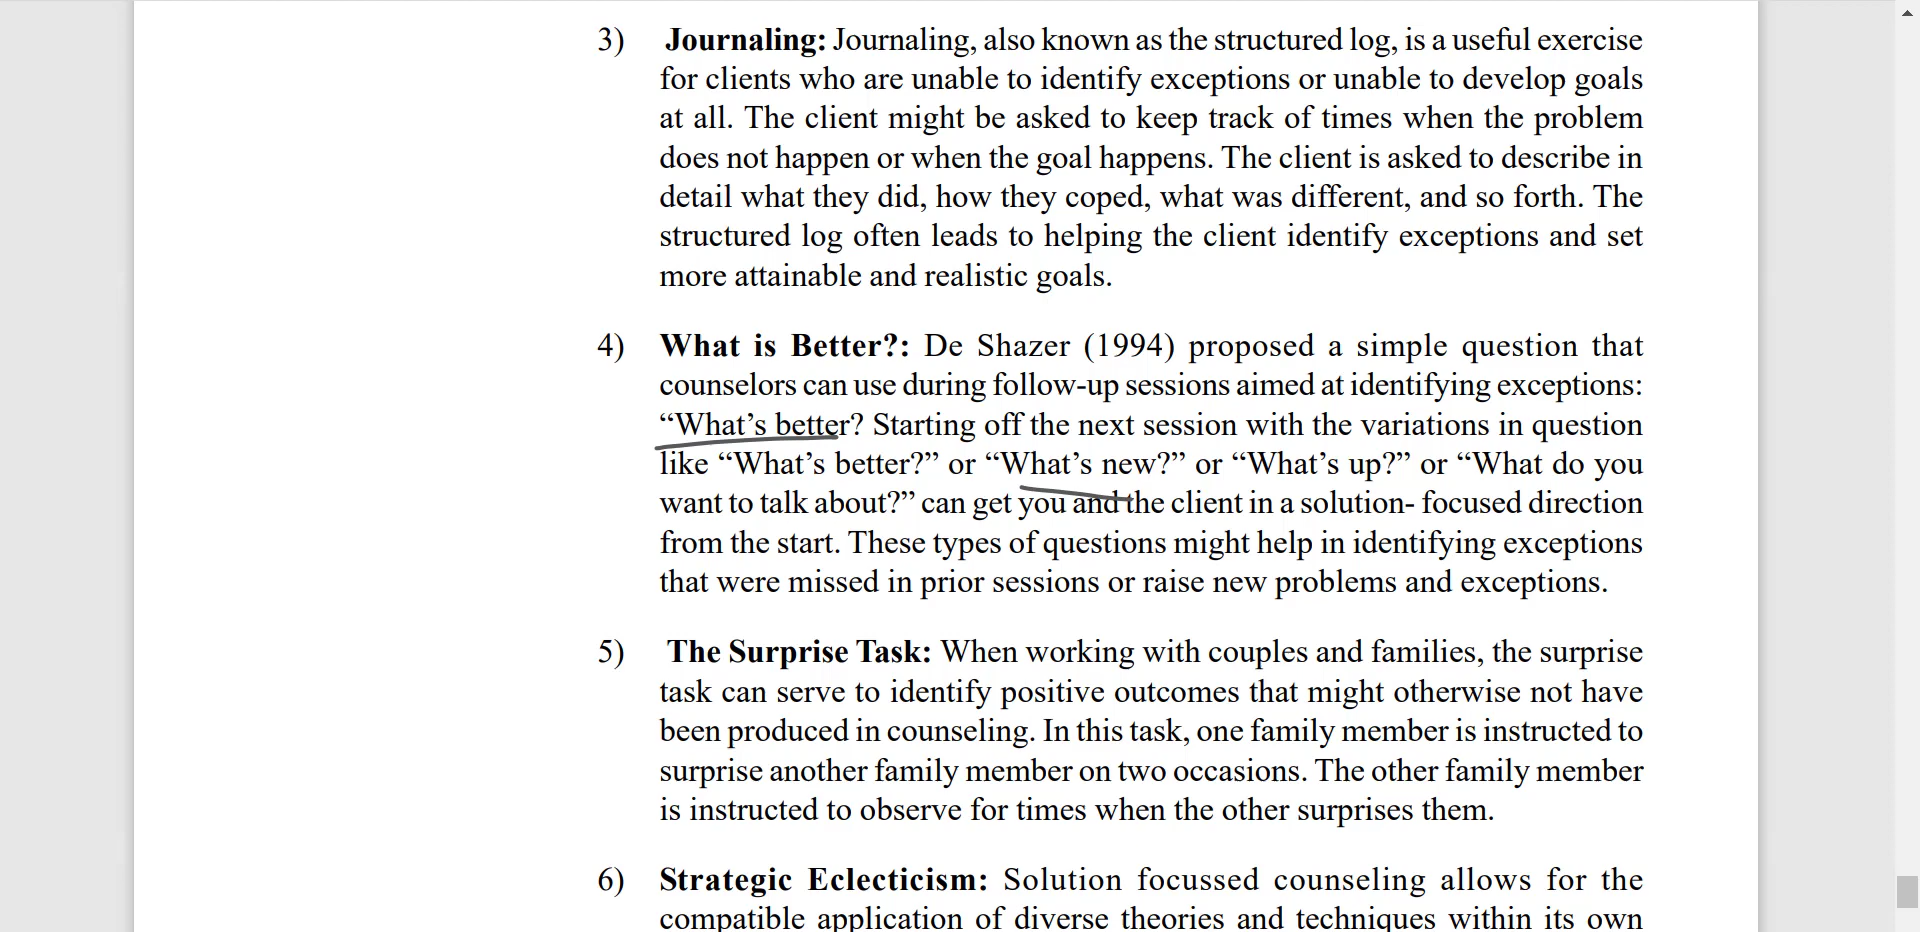 3) Journaling: Journaling, also known as the structured log, is a useful exercise
for clients who are unable to identify exceptions or unable to develop goals
at all. The client might be asked to keep track of times when the problem
does not happen or when the goal happens. The client is asked to describe in
detail what they did, how they coped, what was different, and so forth. The
structured log often leads to helping the client identify exceptions and set
more attainable and realistic goals.
4) What is Better?: De Shazer (1994) proposed a simple question that
counselors can use during follow-up sessions aimed at identifying exceptions:
“What’s better? Starting off the next session with the variations in question
like “What’s better?” or “What’s new?” or “What’s up?” or “What do you
want to talk about?” can get you and the client in a solution- focused direction
from the start. These types of questions might help in identifying exceptions
that were missed in prior sessions or raise new problems and exceptions.
5) The Surprise Task: When working with couples and families, the surprise
task can serve to identify positive outcomes that might otherwise not have
been produced in counseling. In this task, one family member is instructed to
surprise another family member on two occasions. The other family member
is instructed to observe for times when the other surprises them.
6) Strategic Eclecticism: Solution focussed counseling allows for the
compatible application of diverse theories and techniques within its own